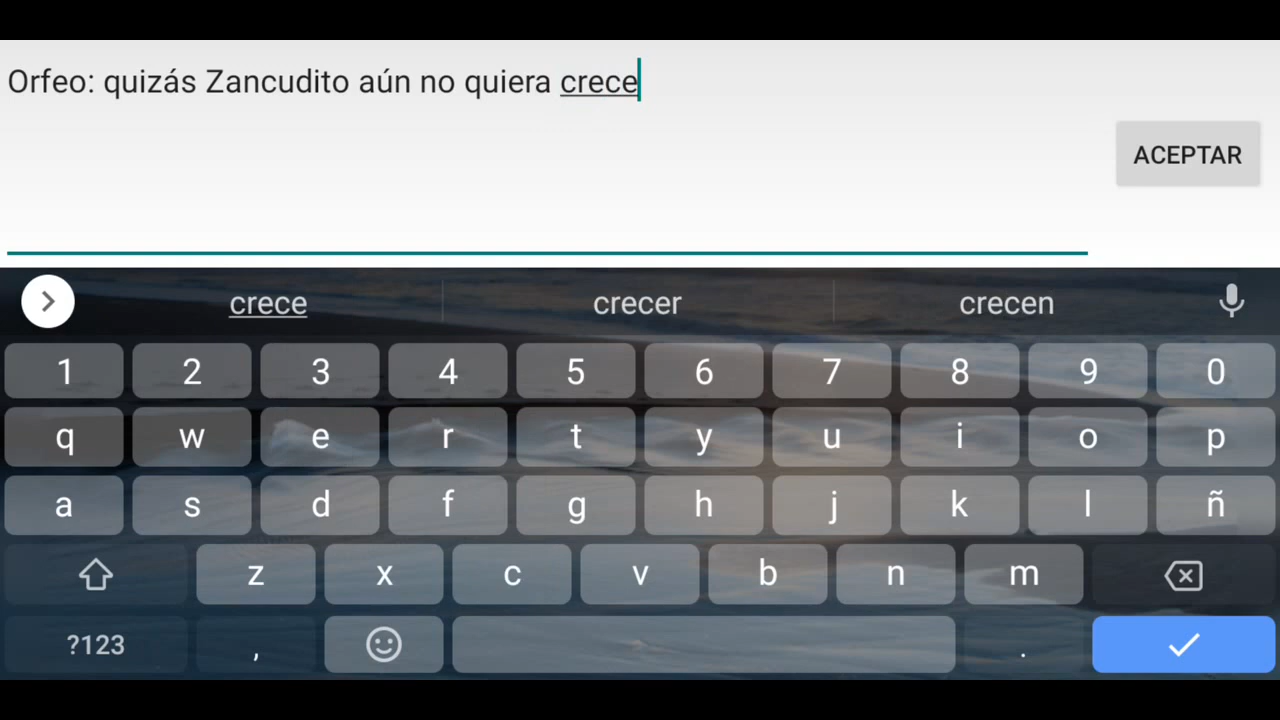 Orfeo: quizás Zancudito aún no quiera crece
ACEPTAR
crece crecer crecen
1 2 3 4 5 6 7 8 9 0
q w e r t y u i o p
a s d f g h j k l ñ
z x c v b n m
?123 , .